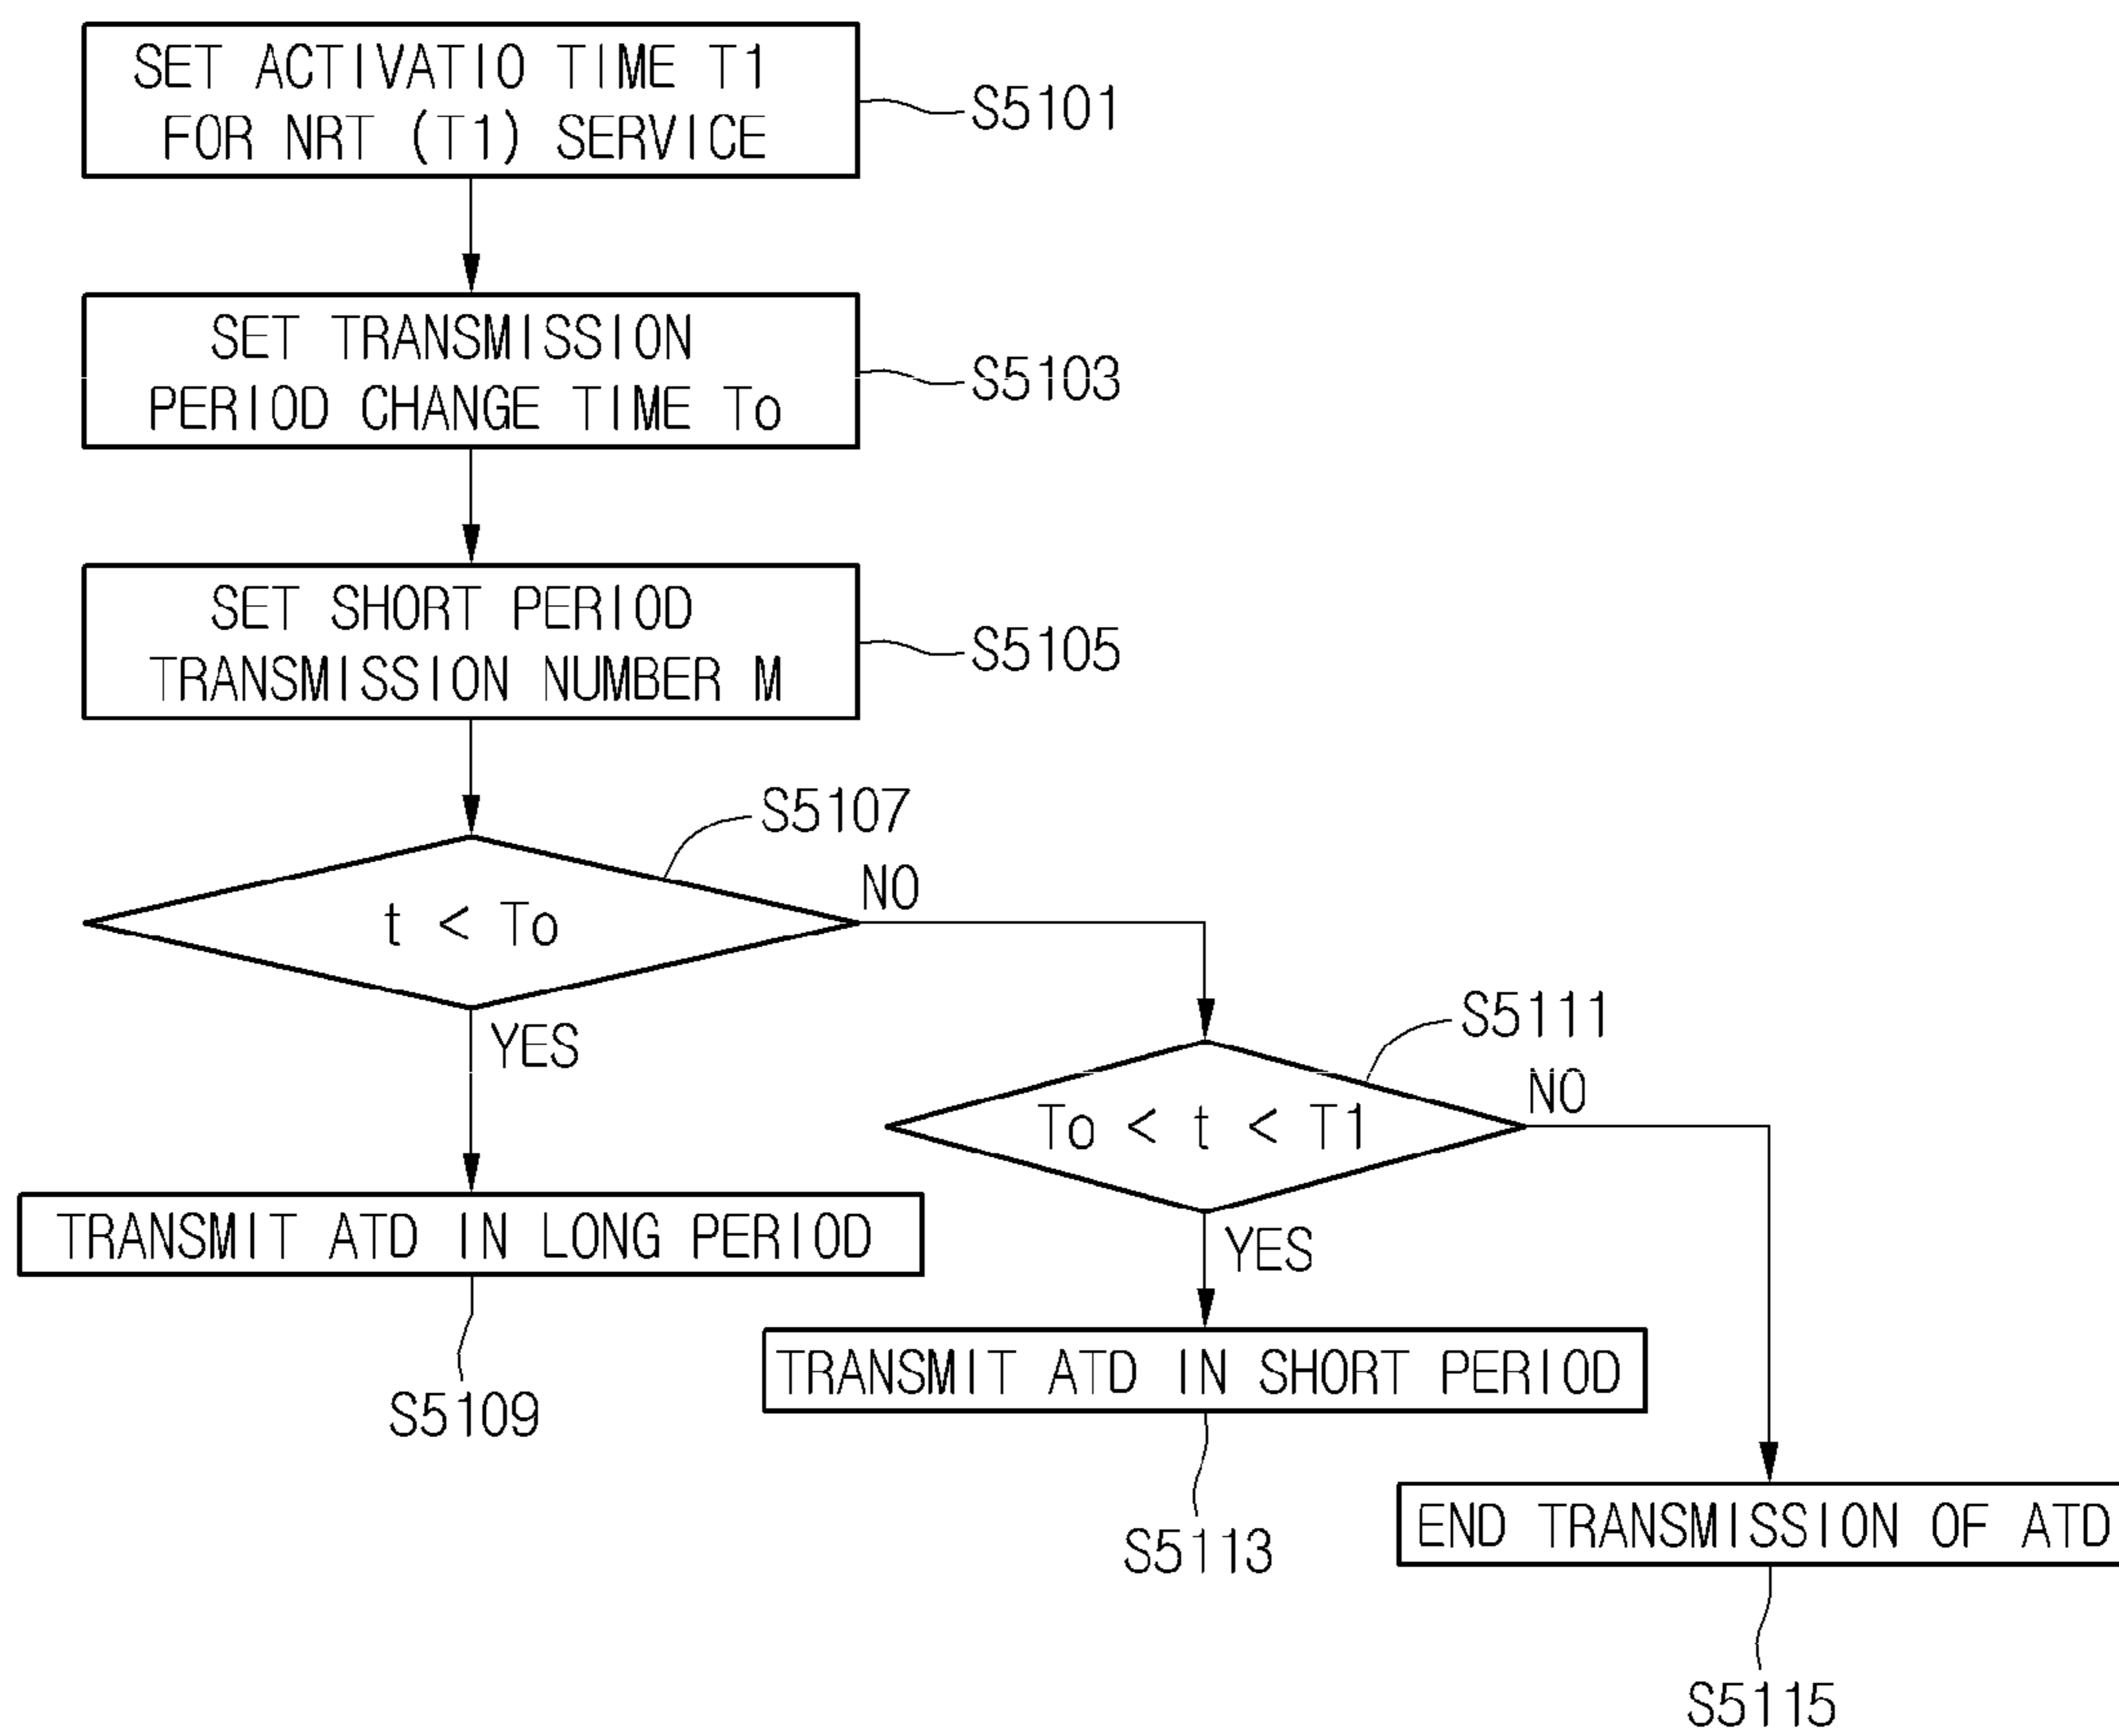 SET ACTIVATIO TIME T1
FOR NRT (T1) SERVICE
S5101
SET TRANSMISSION
PERIOD CHANGE TIME To
S5103
SET SHORT PERIOD
TRANSMISSION NUMBER M
S5105
S5107
t < To
NO
YES
S5111
To < t < T1
NO
YES
TRANSMIT ATD IN LONG PERIOD
S5109
TRANSMIT ATD IN SHORT PERIOD
S5113
END TRANSMISSION OF ATD
S5115